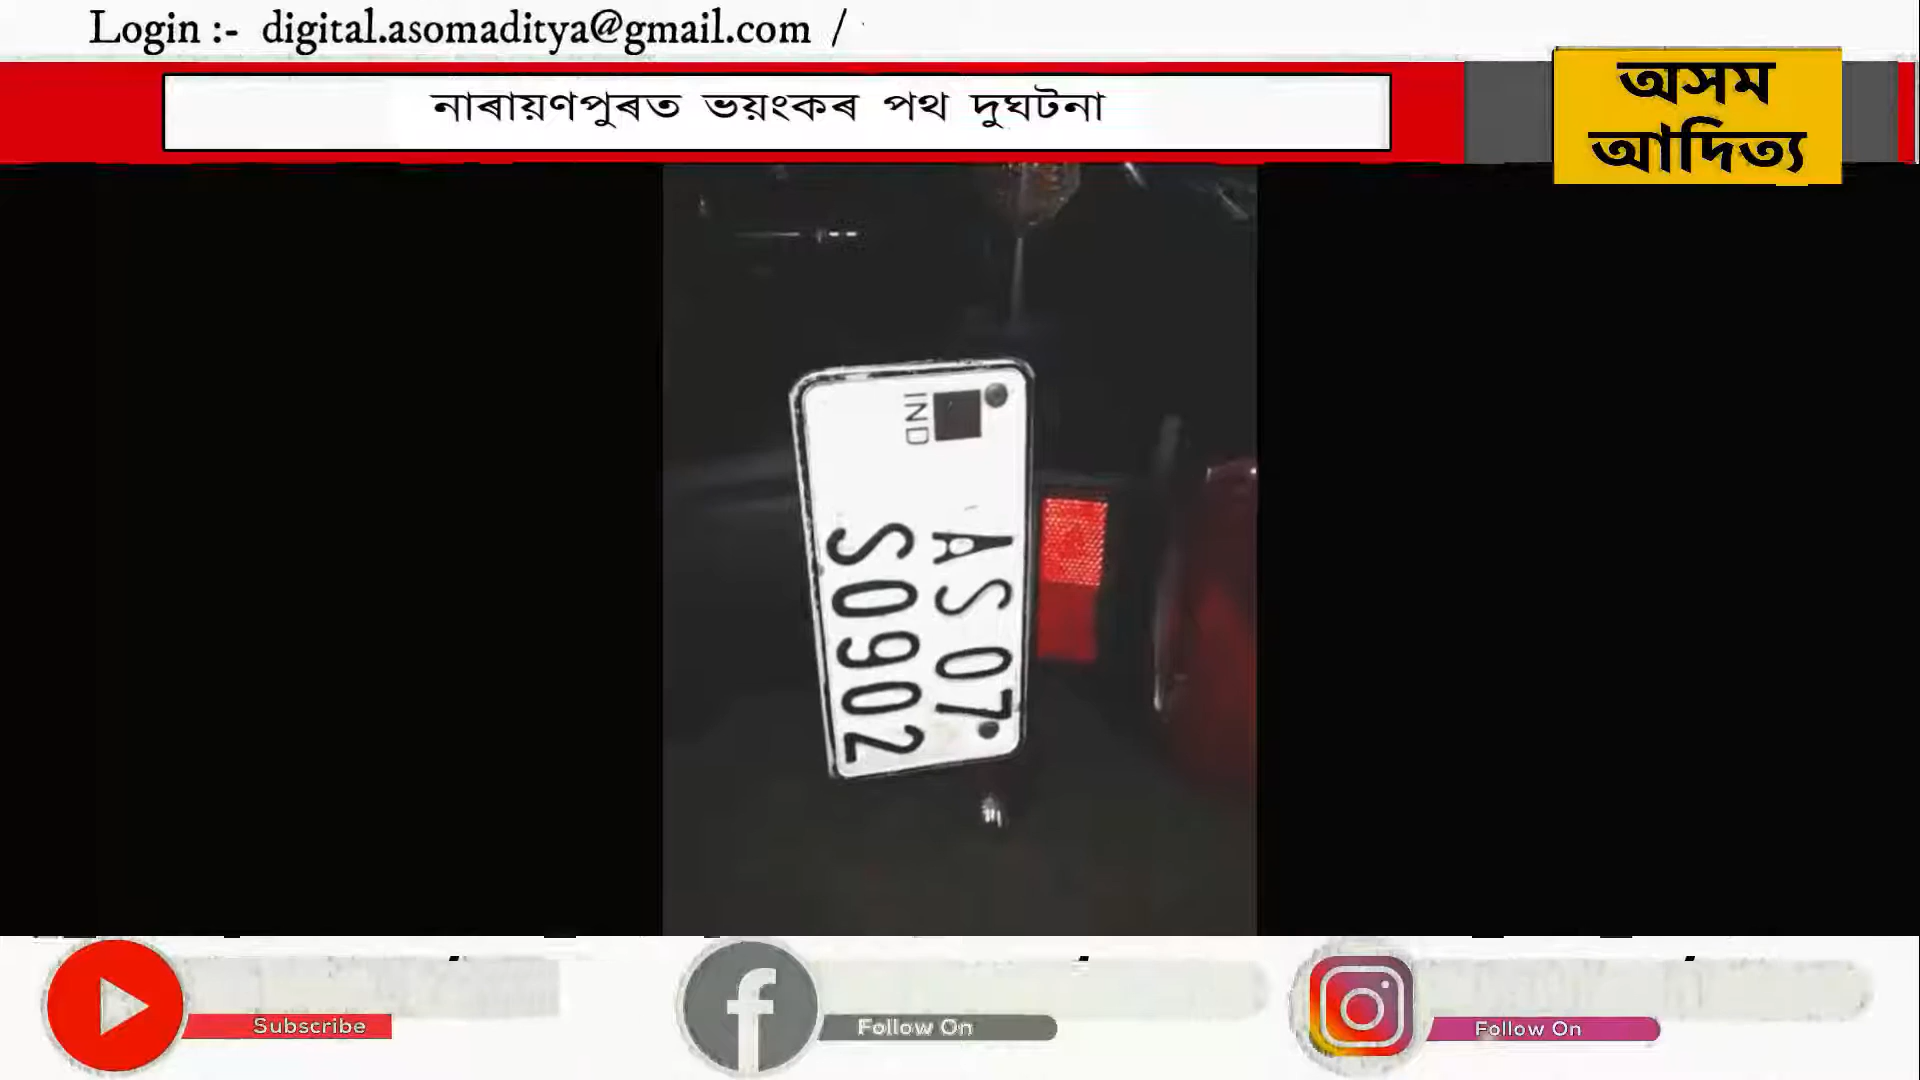 Login :- digital.asomaditya@gmail.com /
নাৰায়ণপুৰত ভয়ংকৰ পথ দুঘটনা
অসম
আদিত্য
IND
AS 07
S0902
Subscribe
Follow On
Follow On